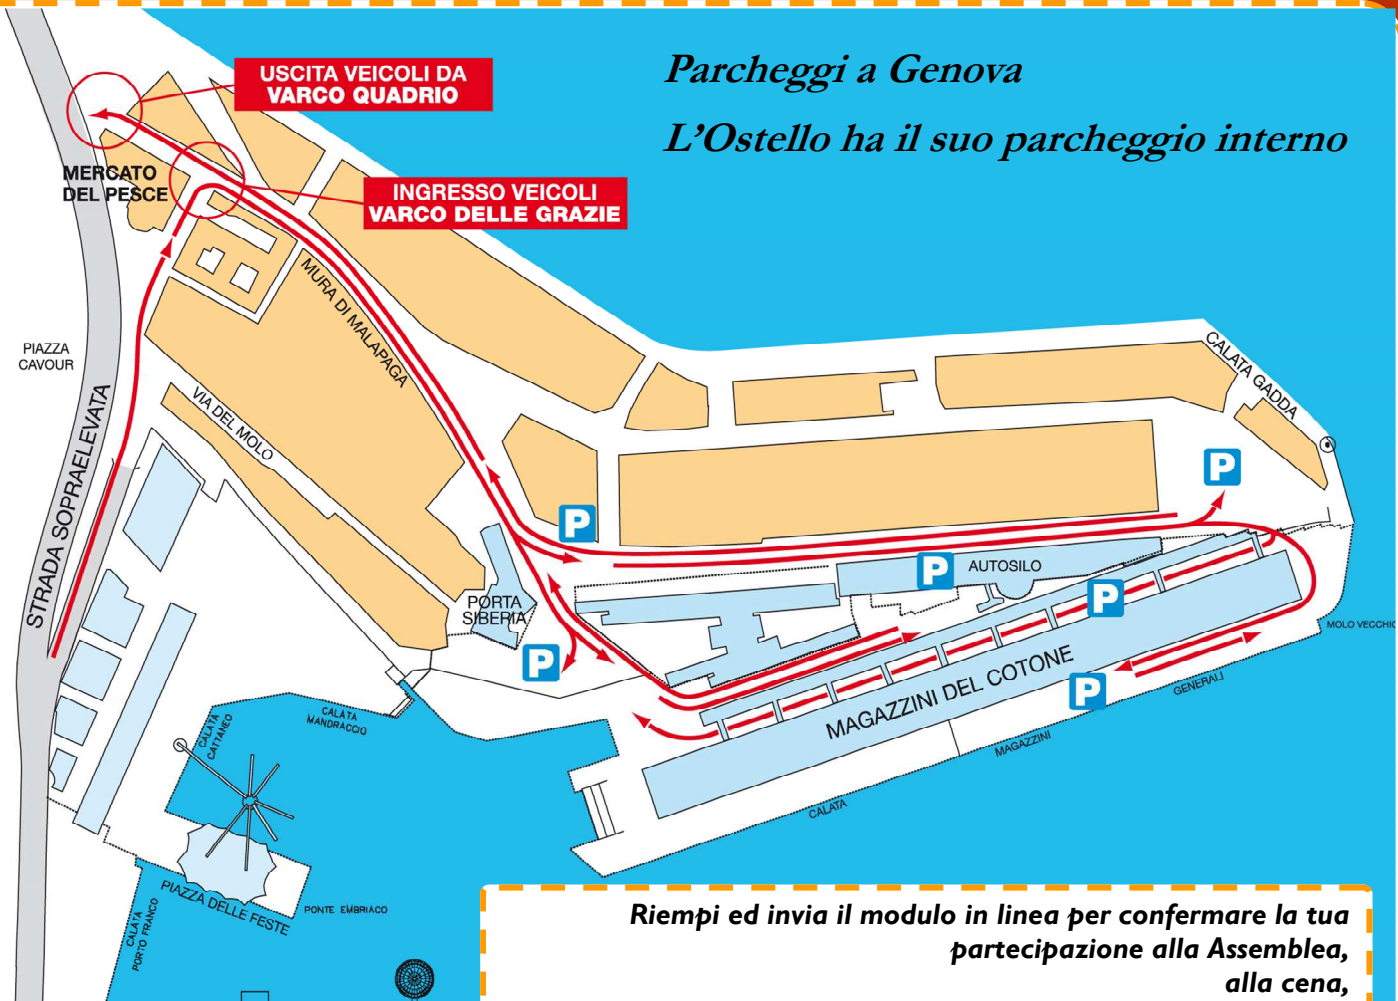 Parcheggi a Genova
L'Ostello ha il suo parcheggio interno
USCITA VEICOLI DA
VARCO QUADRIO
MERCATO
DEL PESCE
INGRESSO VEICOLI
VARCO DELLE GRAZIE
MURA DI MALAPAGA
PIAZZA
CAVOUR
VIA DEL MOLO
STRADA SOPRAELEVATA
CALATA GADDA
P
P
P
AUTOSILO
P
PORTA
SIBERIA
P
MOLO VECCHIO
MAGAZZINI DEL COTONE
P
GENERALI
MAGAZZINI
CALATA
CALATA
MANDRACCIO
CALATA
CATTANEO
PIAZZA DELLE FESTE
PONTE EMBRIACO
CALATA
PORTO FRANCO
Riempi ed invia il modulo in linea per confermare la tua
partecipazione alla Assemblea,
alla cena,